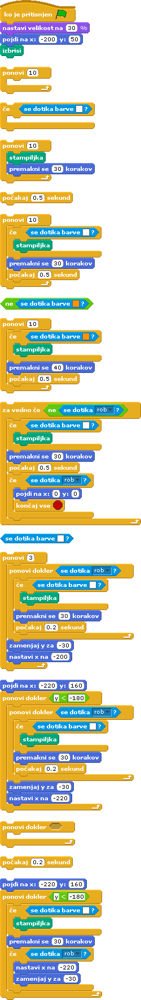 ko je pritisnjen
nastavi velikost na 30 %
pojdi na x: -200 y: 50
izbriši
ponovi 10
če se dotika barve ?
ponovi 10
štampiljka
premakni se 30 korakov
počakaj 0.5 sekund
ponovi 10
če se dotika barve ?
štampiljka
premakni se 30 korakov
počakaj 0.5 sekund
ne se dotika barve ?
ponovi 10
če se dotika barve ?
štampiljka
premakni se 40 korakov
počakaj 0.5 sekund
za vedno če ne se dotika rob ?
če se dotika barve ?
štampiljka
premakni se 30 korakov
počakaj 0.5 sekund
če se dotika rob ?
pojdi na x: 0 y: 0
končaj vse
se dotika barve ?
ponovi 3
ponovi dokler se dotika rob ?
če se dotika barve ?
štampiljka
premakni se 30 korakov
počakaj 0.2 sekund
zamenjaj y za -30
nastavi x na -200
pojdi na x: -220 y: 160
ponovi dokler y < -180
ponovi dokler se dotika rob ?
če se dotika barve ?
štampiljka
premakni se 30 korakov
počakaj 0.2 sekund
zamenjaj y za -30
nastavi x na -220
ponovi dokler
počakaj 0.2 sekund
pojdi na x: -220 y: 160
ponovi dokler y < -180
če se dotika barve ?
štampiljka
premakni se 30 korakov
če se dotika rob ?
nastavi x na -220
zamenjaj y za -30